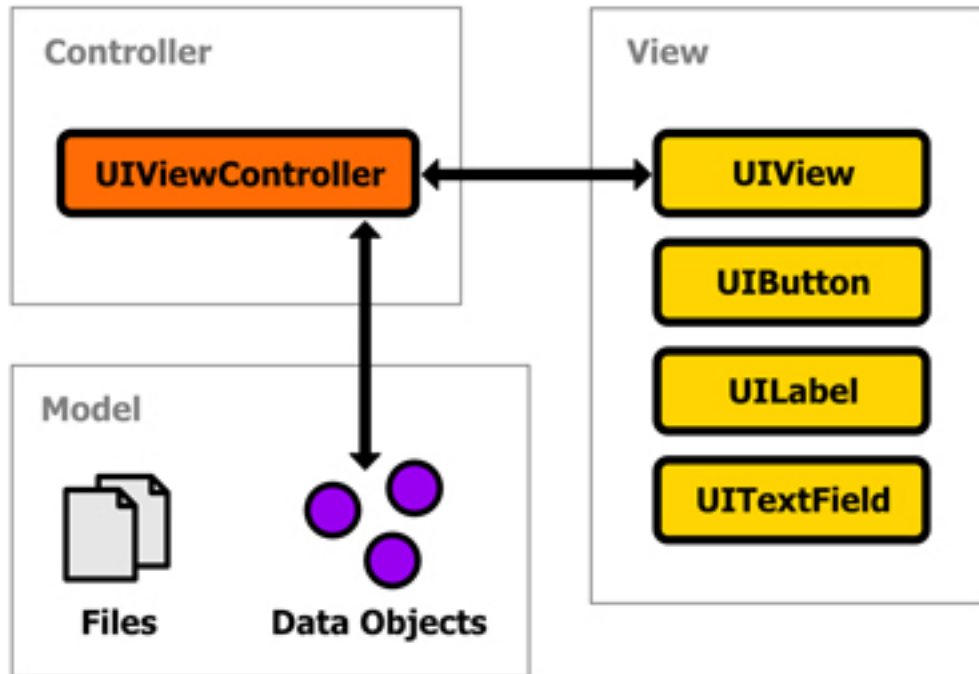 Controller
UIViewController
View
UIView
UIButton
UILabel
UITextField
Model
Files
Data Objects